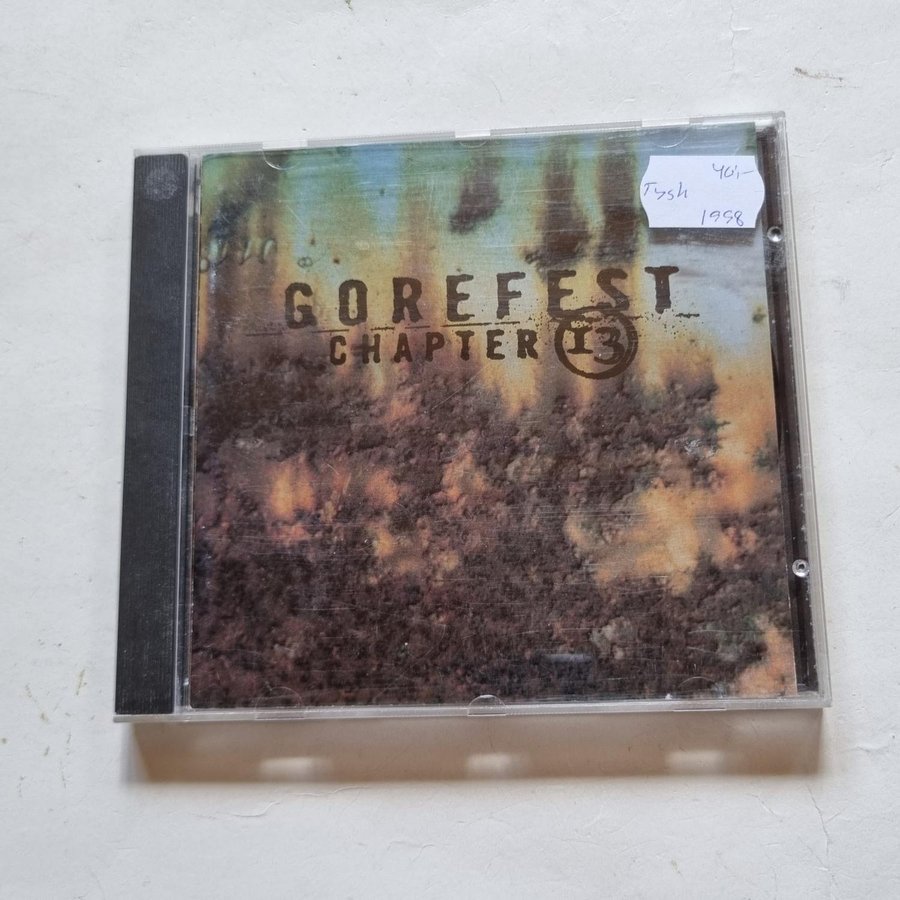 GOREFEST
CHAPTER 13
40,-
Tysk
1998